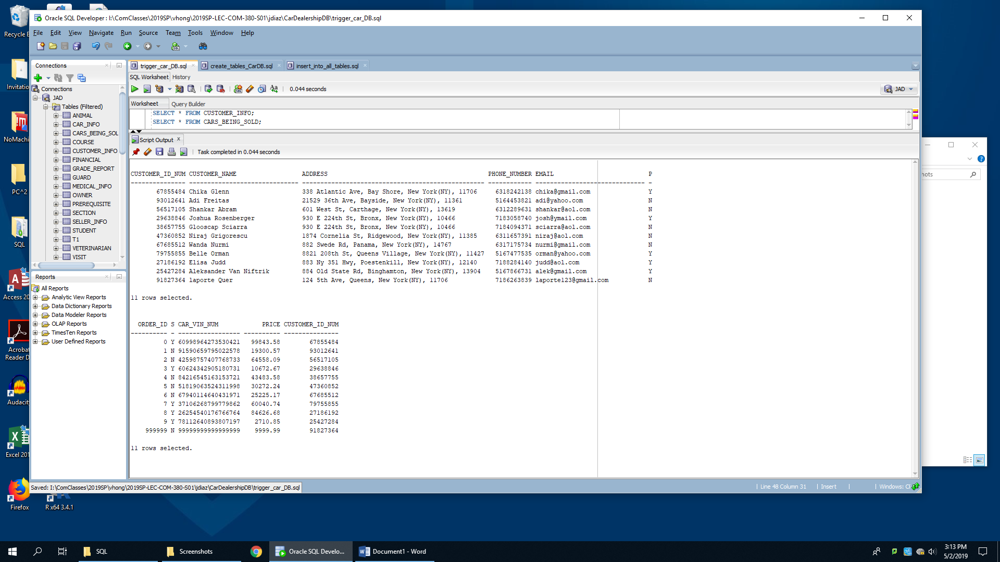 Recycle B
Invitatio
NoMachi
PC^2
SQL
Access 20
Acrobat
Reader D
Audacity
Excel 201
Firefox
R x64 3.4.1
Oracle SQL Developer : I:\ComClasses\2019SP\vhong\2019SP-LEC-COM-380-S01\jdiaz\CarDealershipDB\trigger_car_DB.sql
File Edit View Navigate Run Source Team Tools Window Help
Connections
Connections
JAD
Tables (Filtered)
ANIMAL
CAR_INFO
CARS_BEING_SOL
COURSE
CUSTOMER_INFO
FINANCIAL
GRADE_REPORT
GUARD
MEDICAL_INFO
OWNER
PREREQUISITE
SECTION
SELLER_INFO
STUDENT
T1
VETERINARIAN
VISIT
Reports
All Reports
Analytic View Reports
Data Dictionary Reports
Data Modeler Reports
OLAP Reports
TimesTen Reports
User Defined Reports
trigger_car_DB.sql create_tables_CarDB.sql insert_into_all_tables.sql
SQL Worksheet History
0.044 seconds
JAD
Worksheet Query Builder
SELECT * FROM CUSTOMER_INFO;
SELECT * FROM CARS_BEING_SOLD;
Script Output
Task completed in 0.044 seconds
CUSTOMER_ID_NUM CUSTOMER_NAME ADDRESS PHONE_NUMBER EMAIL P
67855484 Chika Glenn 338 Atlantic Ave, Bay Shore, New York(NY), 11706 6318242138 chika@gmail.com Y
93012641 Adi Freitas 21529 36th Ave, Bayside, New York(NY), 11361 5164453821 adi@yahoo.com N
56517105 Shankar Abram 601 West St, Carthage, New York(NY), 13619 6312289631 shankar@aol.com N
29638846 Joshua Rosenberger 930 E 224th St, Bronx, New York(NY), 10466 7183058740 josh@ymail.com Y
38657755 Glooscap Sciarra 930 E 224th St, Bronx, New York(NY), 10466 7184094371 sciarra@aol.com N
47360852 Niraj Grigorescu 1874 Cornelia St, Ridgewood, New York(NY), 11385 6311657391 niraj@aol.com N
67685512 Wanda Nurmi 882 Swede Rd, Panama, New York(NY), 14767 6317175734 nurmi@gmail.com N
79755855 Belle Orman 8821 208th St, Queens Village, New York(NY), 11427 5167477535 orman@yahoo.com Y
27186192 Elisa Judd 883 Ny 351 Hwy, Poestenkill, New York(NY), 12140 7188284140 judd@aol.com Y
25427284 Aleksander Van Niftrik 884 Old State Rd, Binghamton, New York(NY), 13904 5167866731 alek@gmail.com Y
91827364 laporte Quer 124 5th Ave, Queens, New York(NY), 11706 7186263839 laporte123@gmail.com N
11 rows selected.
ORDER_ID S CAR_VIN_NUM PRICE CUSTOMER_ID_NUM
0 Y 60998964273530421 99843.58 67855484
1 N 91590659795022578 19300.57 93012641
2 N 42598757407768733 64558.09 56517105
3 Y 60624342905180731 10672.67 29638846
4 N 84216545163153721 43483.58 38657755
5 N 51819063524311998 30272.24 47360852
6 N 67940114640431971 25225.17 67685512
7 Y 37106268799779862 60040.74 79755855
8 Y 26254540176766764 84626.68 27186192
9 Y 78112640893807197 2710.85 25427284
999999 N 99999999999999999 9999.99 91827364
11 rows selected.
Saved: I:\ComClasses\2019SP\vhong\2019SP-LEC-COM-380-S01\jdiaz\CarDealershipDB\trigger_car_DB.sql
Line 48 Column 31 Insert Windows: CR
hots
SQL Screenshots Oracle SQL Develo... Document1 - Word
3:13 PM
5/2/2019